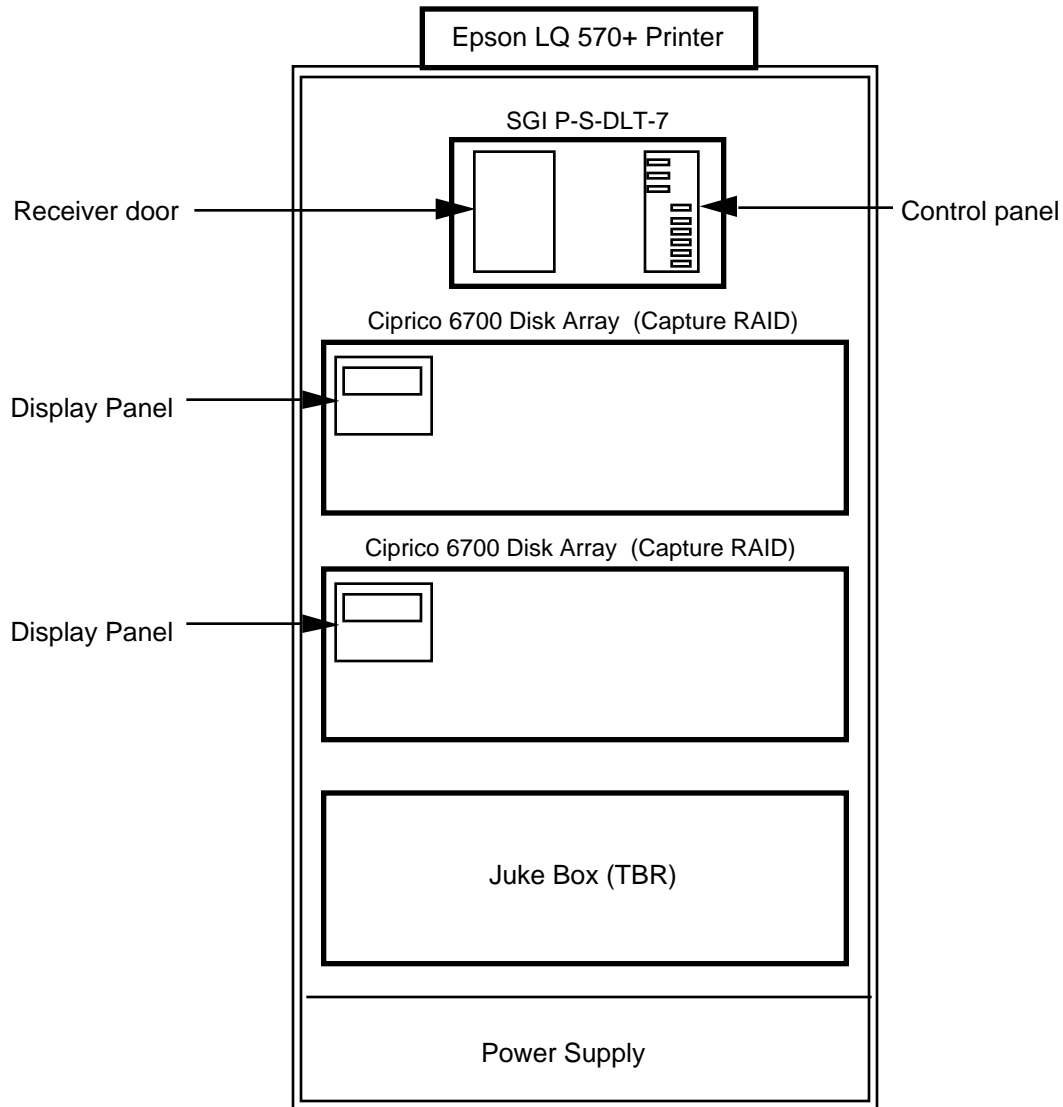 Epson LQ 570+ Printer
SGI P-S-DLT-7
Receiver door
Control panel
Ciprico 6700 Disk Array (Capture RAID)
Display Panel
Ciprico 6700 Disk Array (Capture RAID)
Display Panel
Juke Box (TBR)
Power Supply